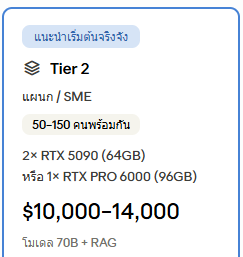 แนะนำเริ่มต้นจริงจัง
Tier 2
แผนก / SME
50–150 คนพร้อมกัน
2× RTX 5090 (64GB)
หรือ 1× RTX PRO 6000 (96GB)
$10,000–14,000
โมเดล 70B + RAG